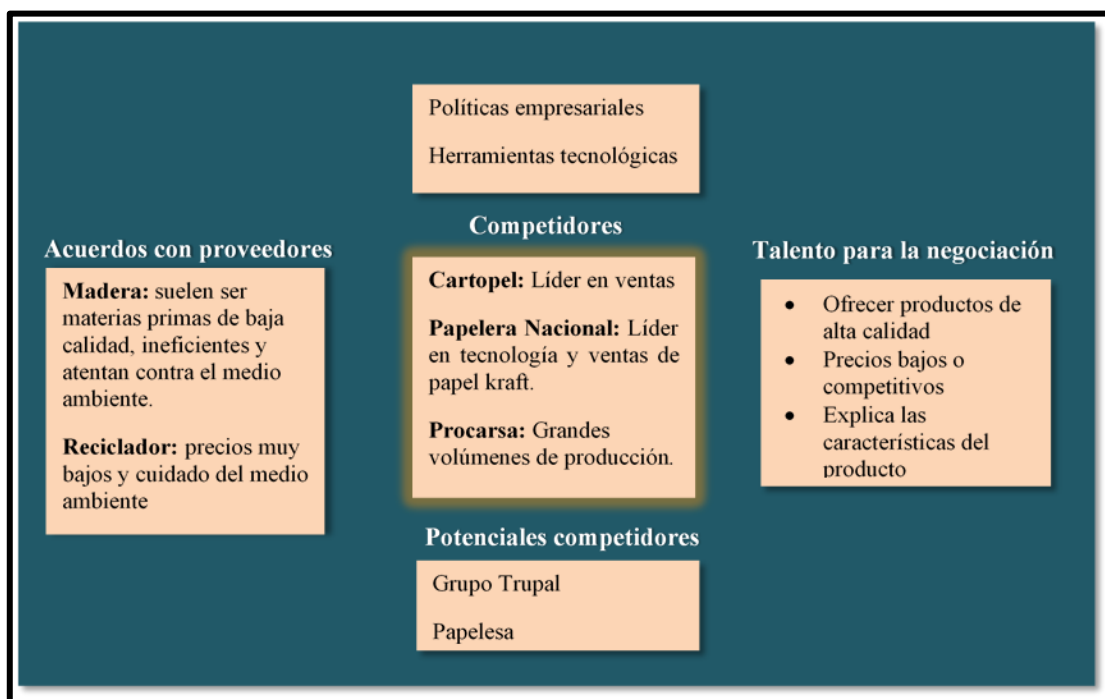 Políticas empresariales
Herramientas tecnológicas
Acuerdos con proveedores
Madera: suelen ser
materias primas de baja
calidad, ineficientes y
atentan contra el medio
ambiente.
Reciclador: precios muy
bajos y cuidado del medio
ambiente
Competidores
Cartopel: Líder en ventas
Papelera Nacional: Líder
en tecnología y ventas de
papel kraft.
Procarsa: Grandes
volúmenes de producción.
Talento para la negociación
• Ofrecer productos de
alta calidad
• Precios bajos o
competitivos
• Explica las
características del
producto
Potenciales competidores
Grupo Trupal
Papelesa